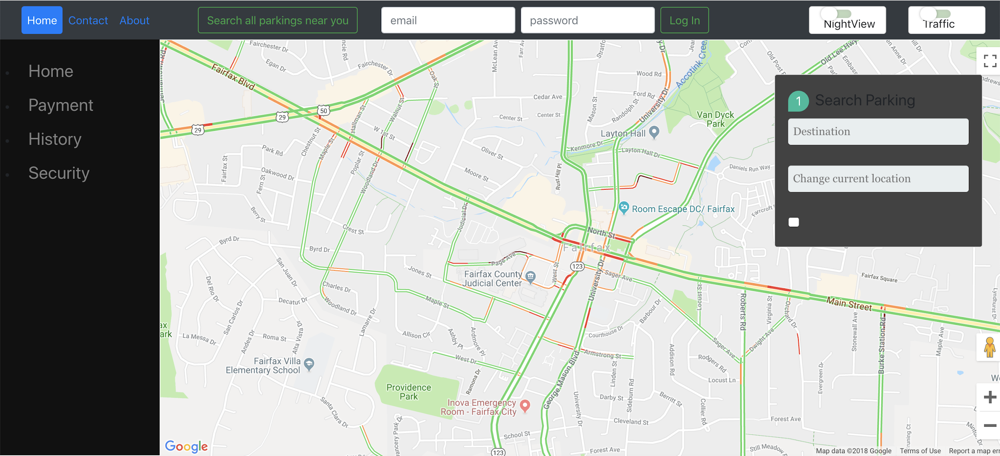 Home Contact About Search all parkings near you email password Log In NightView Traffic
Home
Payment
History
Security
1 Search Parking
Destination
Change current location
Fairchester Dr
McLean Ave
Egan Dr
Fairchester Dr
Fairfax Blvd
Oak St
Wood Rd
Accotink Creek
Old Lee Hwy
Old Post
Ford Rd
Cedar Ave
Mason St
Randolph St
University Dr
Walnut St
Hallman St
50
29
29
Center St
Center St
Van Dyck
Park
W 1st St
Chestnut St
Maple St
Layton Hall
Kenmore Dr
Layton Hall Dr
Park Rd
Oliver St
Poplar St
Fairfax St
Oakwood Dr
Fern St
Woodland Dr
Moore St
Rust Hill Pl
Daniels Run Way
Berry St
Judicial Dr
Room Escape DC/ Fairfax
Crest St
North St
Byrd Dr
Byrd Dr
Fairfax
Page Ave
123
San Juan Dr
Jones St
Fairfax County
Judicial Center
West St
University Dr
Sager Ave
Fairfax Square
Del Rio Dr
Charles Dr
Decatur Dr
Woodland Dr
Maple St
Locust St
Roberts Rd
Virginia St
Orchard Dr
Main Street
Lyndhurst Dr
San Carlos Dr
Lamarre Dr
Barbour Dr
ax
ark
La Messa Dr
Roma St
Andes Dr
Alta Vista Dr
Allison Cir
Ashby Pl
Ardmore Pl
Courthouse Dr
Sager Ave
Dwight Ave
Stonewall Ave
Burke Station Rd
Maple Ave
Fairfax Villa
Elementary School
West Dr
Armstrong St
Addison Rd
Rodgers Rd
Locust Ln
Linden St
Evergreen Dr
Ramona Dr
George Mason Blvd
Providence
Park
Inova Emergency
Room - Fairfax City
Santa Clara Dr
University Dr
Darby St
Sideburn Rd
Berritt St
Collier Rd
Cleveland St
Forest Ave
School St
Forest Ave
Still Meadow
123
Google
Map data ©2018 Google Terms of Use Report a map err